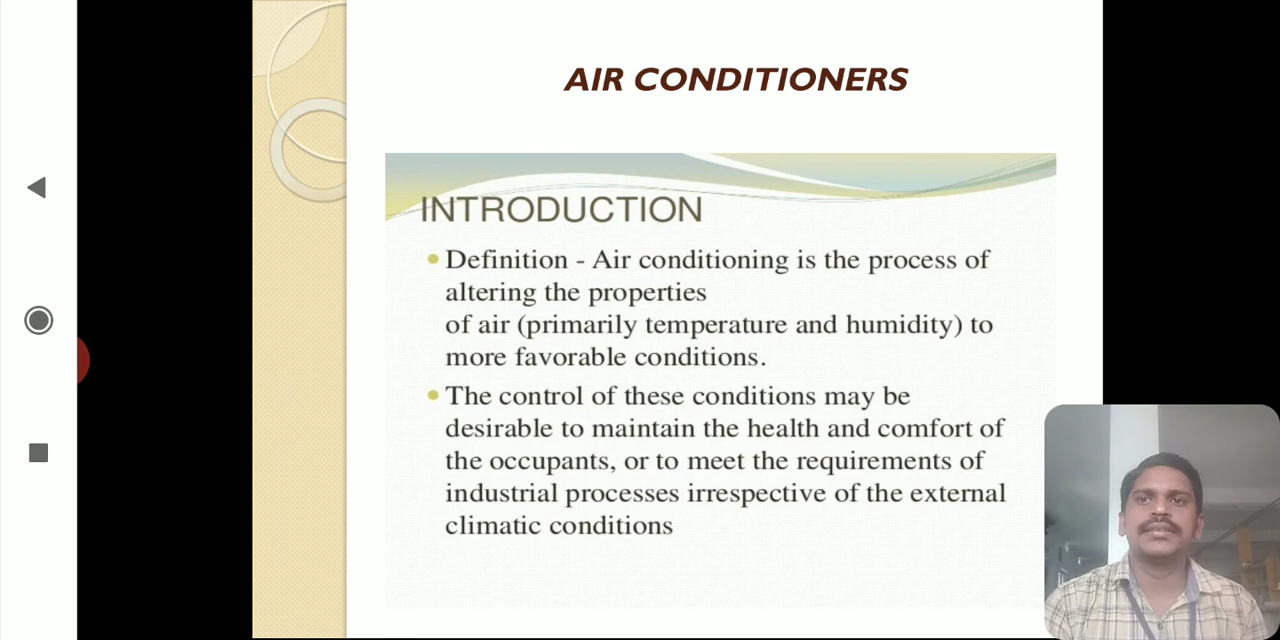 AIR CONDITIONERS
INTRODUCTION
Definition - Air conditioning is the process of
altering the properties
of air (primarily temperature and humidity) to
more favorable conditions.
The control of these conditions may be
desirable to maintain the health and comfort of
the occupants, or to meet the requirements of
industrial processes irrespective of the external
climatic conditions